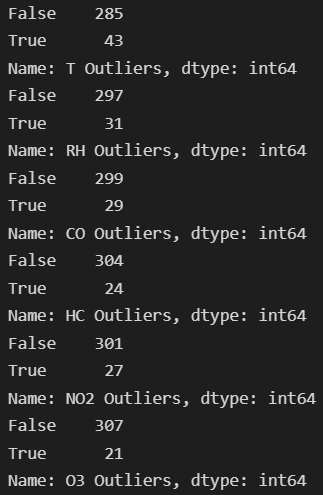 False    285
True      43
Name: T Outliers, dtype: int64
False    297
True      31
Name: RH Outliers, dtype: int64
False    299
True      29
Name: CO Outliers, dtype: int64
False    304
True      24
Name: HC Outliers, dtype: int64
False    301
True      27
Name: NO2 Outliers, dtype: int64
False    307
True      21
Name: O3 Outliers, dtype: int64